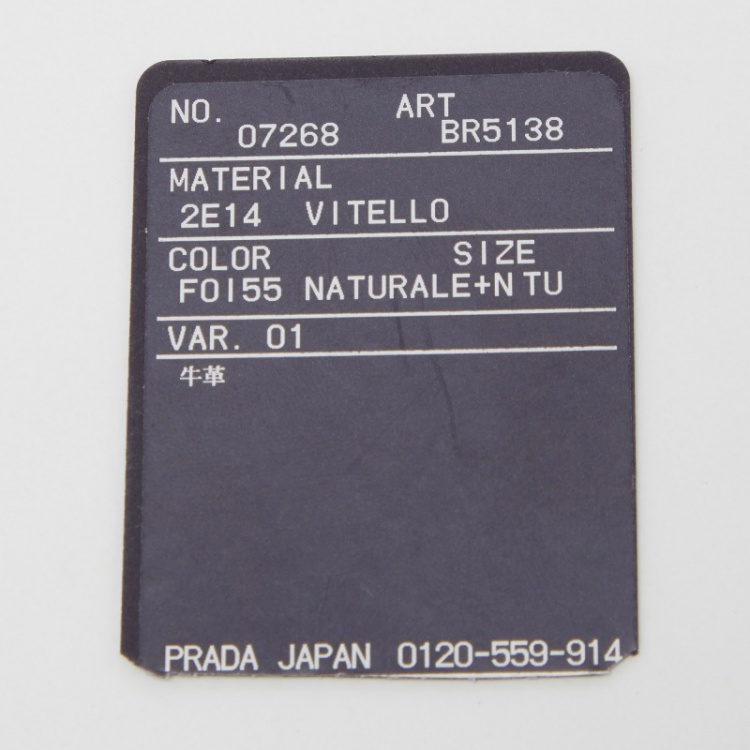 NO. ART
07268 BR5138
MATERIAL
2E14 VITELLO
COLOR SIZE
F0I55 NATURALE+N TU
VAR. 01
牛革
PRADA JAPAN 0120-559-914